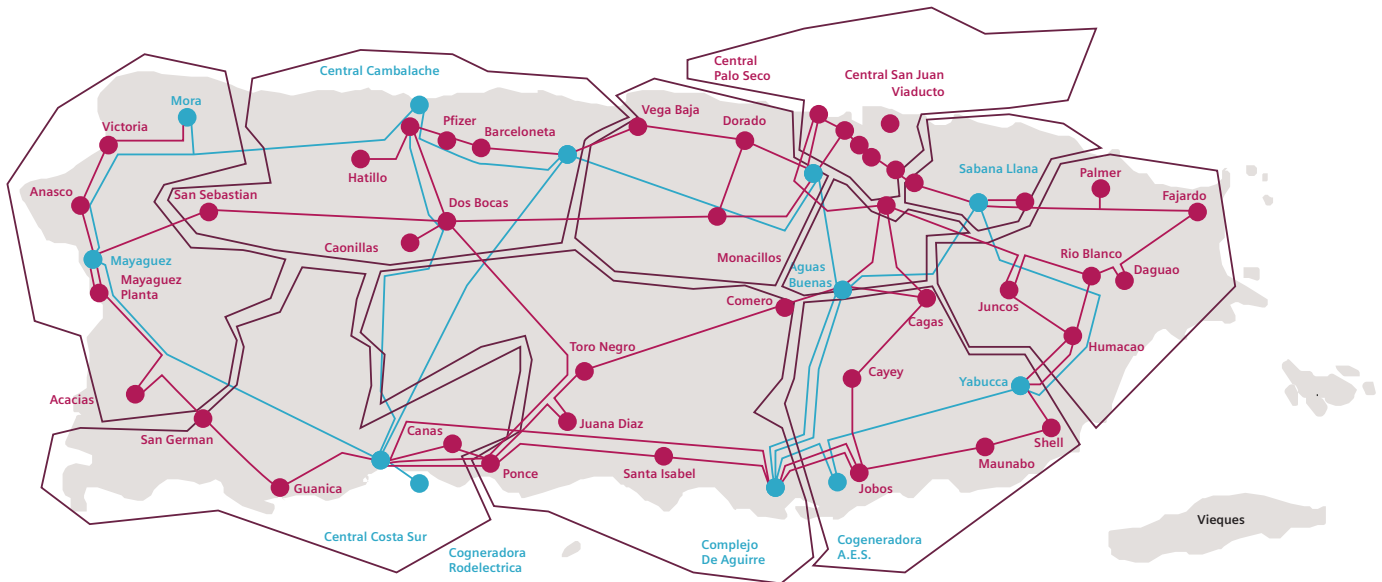 Central
Palo Seco
Central San Juan
Viaducto
Central Cambalache
Mora
Victoria
Pfizer
Barceloneta
Vega Baja
Dorado
Hatillo
Sabana Llana
Palmer
Fajardo
Anasco
San Sebastian
Dos Bocas
Caonillas
Mayaguez
Mayaguez
Planta
Monacillos
Aguas
Buenas
Rio Blanco
Daguao
Comero
Cagas
Juncos
Humacao
Toro Negro
Cayey
Yabucca
Acacias
San German
Canas
Juana Diaz
Shell
Maunabo
Guanica
Ponce
Santa Isabel
Jobos
Central Costa Sur
Cogneradora
Rodelectrica
Complejo
De Aguirre
Cogeneradora
A.E.S.
Vieques